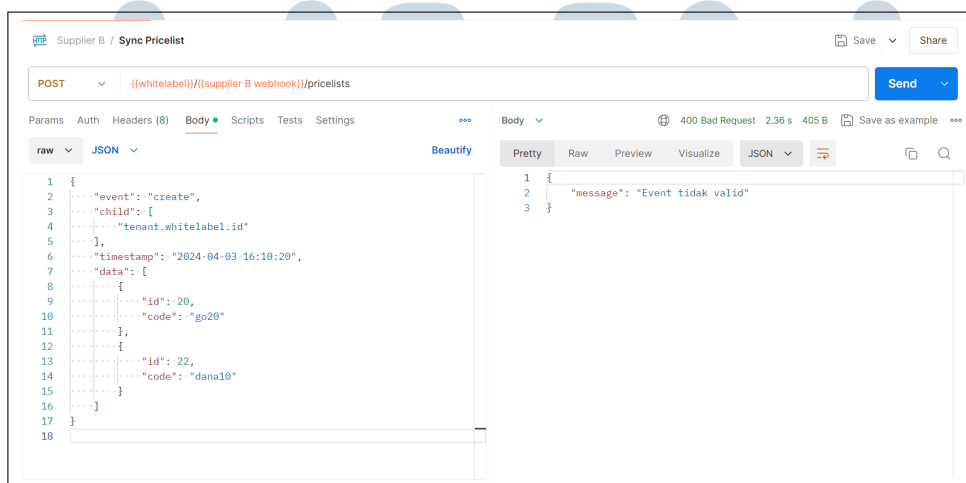 HTTP Supplier B / Sync Pricelist Save Share
POST {{whitelabel}}/{{supplier B webhook}}/pricelists Send
Params Auth Headers (8) Body Scripts Tests Settings
raw JSON Beautify
1 {
2 "event": "create",
3 "child": [
4 "tenant.whitelabel.id"
5 ],
6 "timestamp": "2024-04-03 16:10:20",
7 "data": [
8 {
9 "id": 20,
10 "code": "go20"
11 },
12 {
13 "id": 22,
14 "code": "dana10"
15 }
16 ]
17 }
18
Body 400 Bad Request 2.36 s 405 B Save as example
Pretty Raw Preview Visualize JSON
1 {
2 "message": "Event tidak valid"
3 }